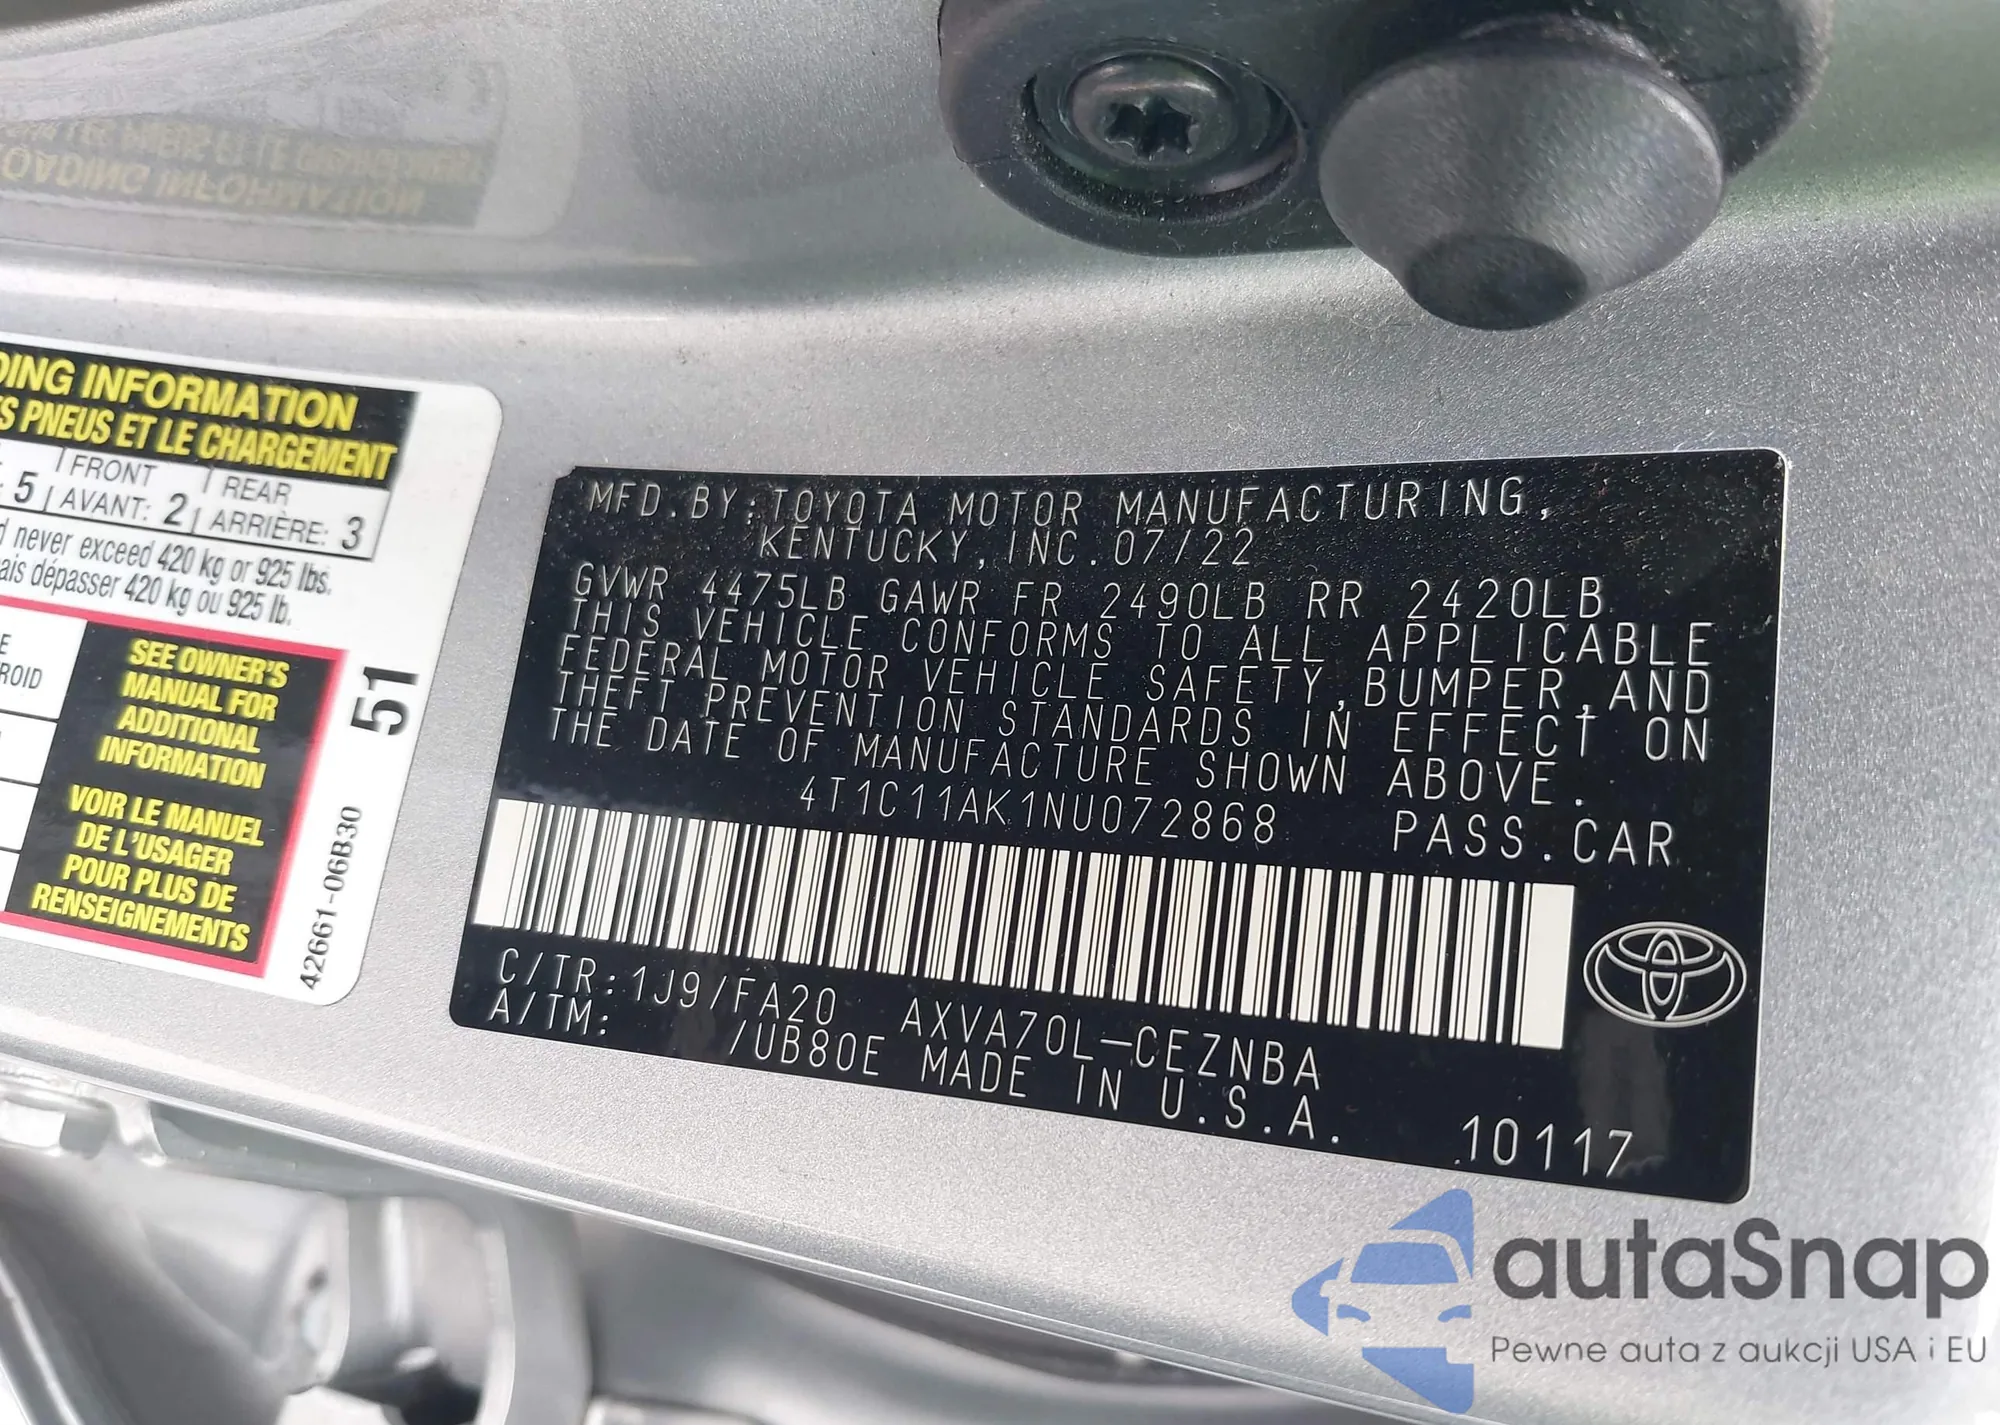 DING INFORMATION
ES PNEUS ET LE CHARGEMENT
FRONT REAR
5 AVANT: 2 ARRIÈRE: 3
never exceed 420 kg or 925 lbs.
ais dépasser 420 kg ou 925 lb.
ROID
SEE OWNER'S
MANUAL FOR
ADDITIONAL
INFORMATION
VOIR LE MANUEL
DE L'USAGER
POUR PLUS DE
RENSEIGNEMENTS
51
42661-06B30
MFD.BY:TOYOTA MOTOR MANUFACTURING,
KENTUCKY,INC.07/22
GVWR 4475LB GAWR FR 2490LB RR 2420LB
THIS VEHICLE CONFORMS TO ALL APPLICABLE
FEDERAL MOTOR VEHICLE SAFETY,BUMPER,AND
THEFT PREVENTION STANDARDS IN EFFECT ON
THE DATE OF MANUFACTURE SHOWN ABOVE.
4T1C11AK1NU072868 PASS.CAR
C/TR:1J9/FA20 AXVA70L-CEZNBA
A/TM: /UB80E MADE IN U.S.A.
10117
autaSnap
Pewne auta z aukcji USA i EU